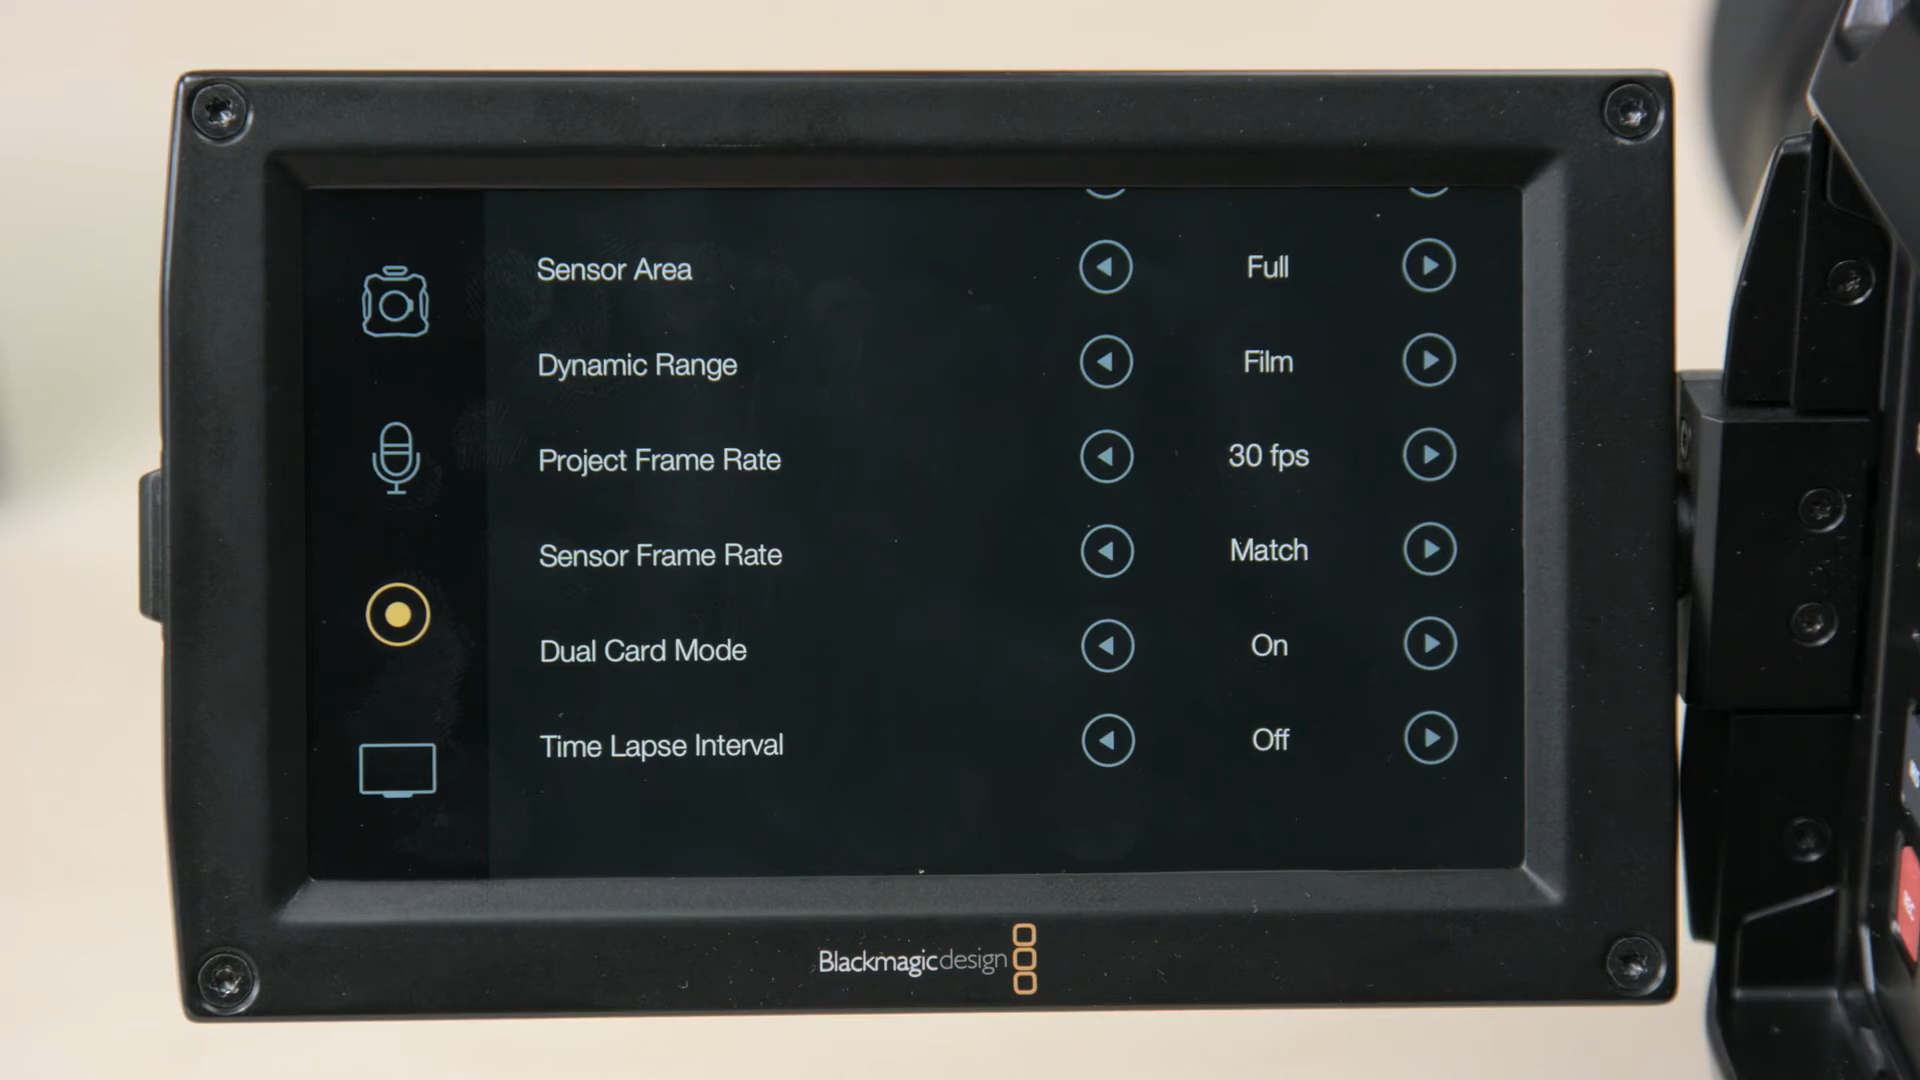 Sensor Area Full
Dynamic Range Film
Project Frame Rate 30 fps
Sensor Frame Rate Match
Dual Card Mode On
Time Lapse Interval Off
Blackmagicdesign